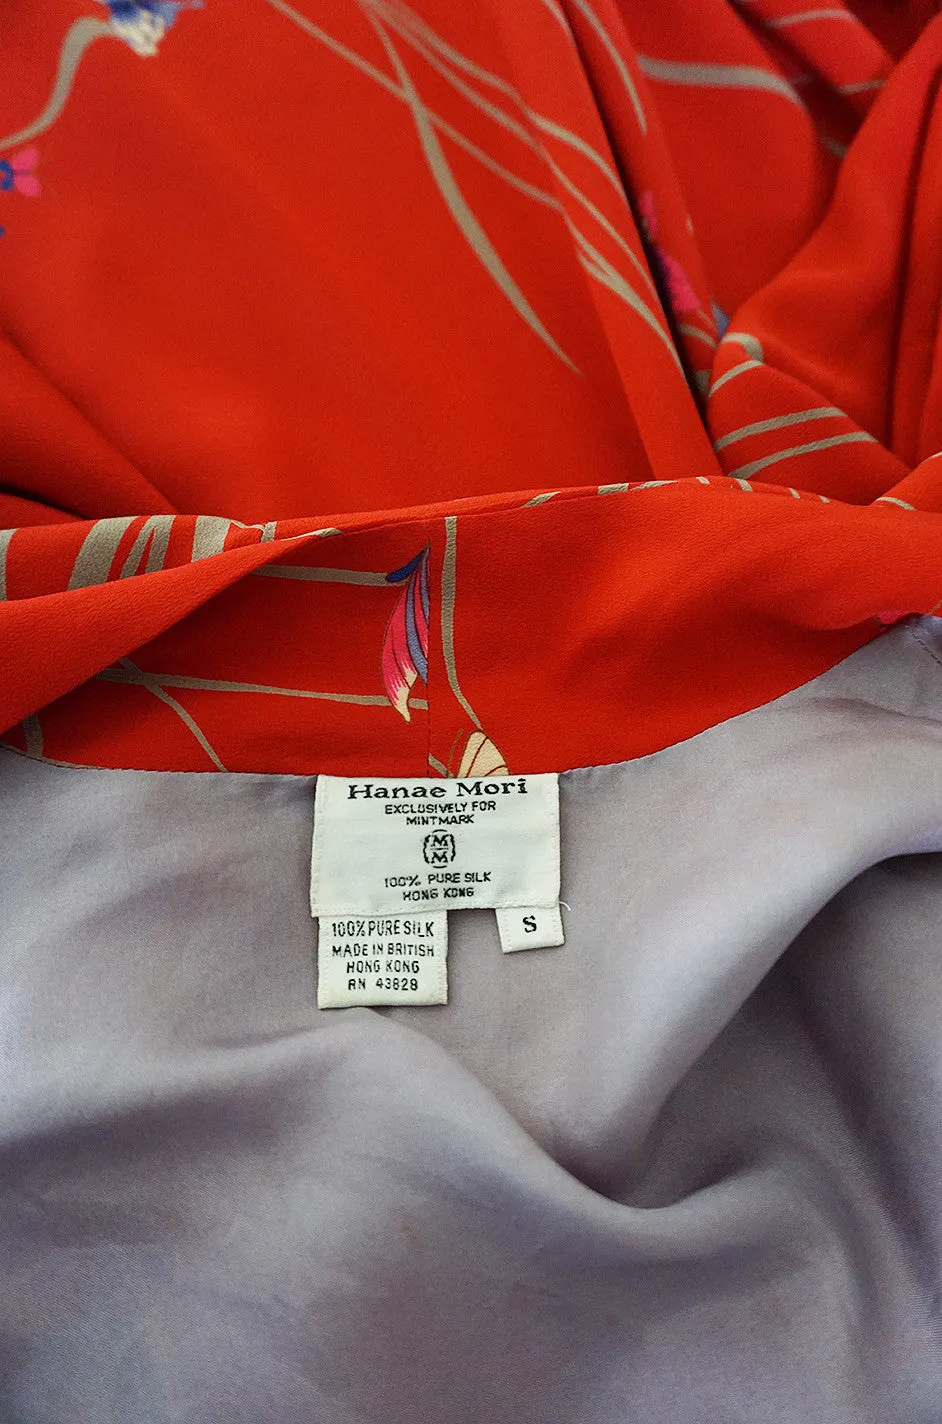 Hanae Mori
EXCLUSIVELY FOR
MINTMARK
M
M
100% PURE SILK
HONG KONG
100% PURE SILK
MADE IN BRITISH
HONG KONG
RN 43828
S